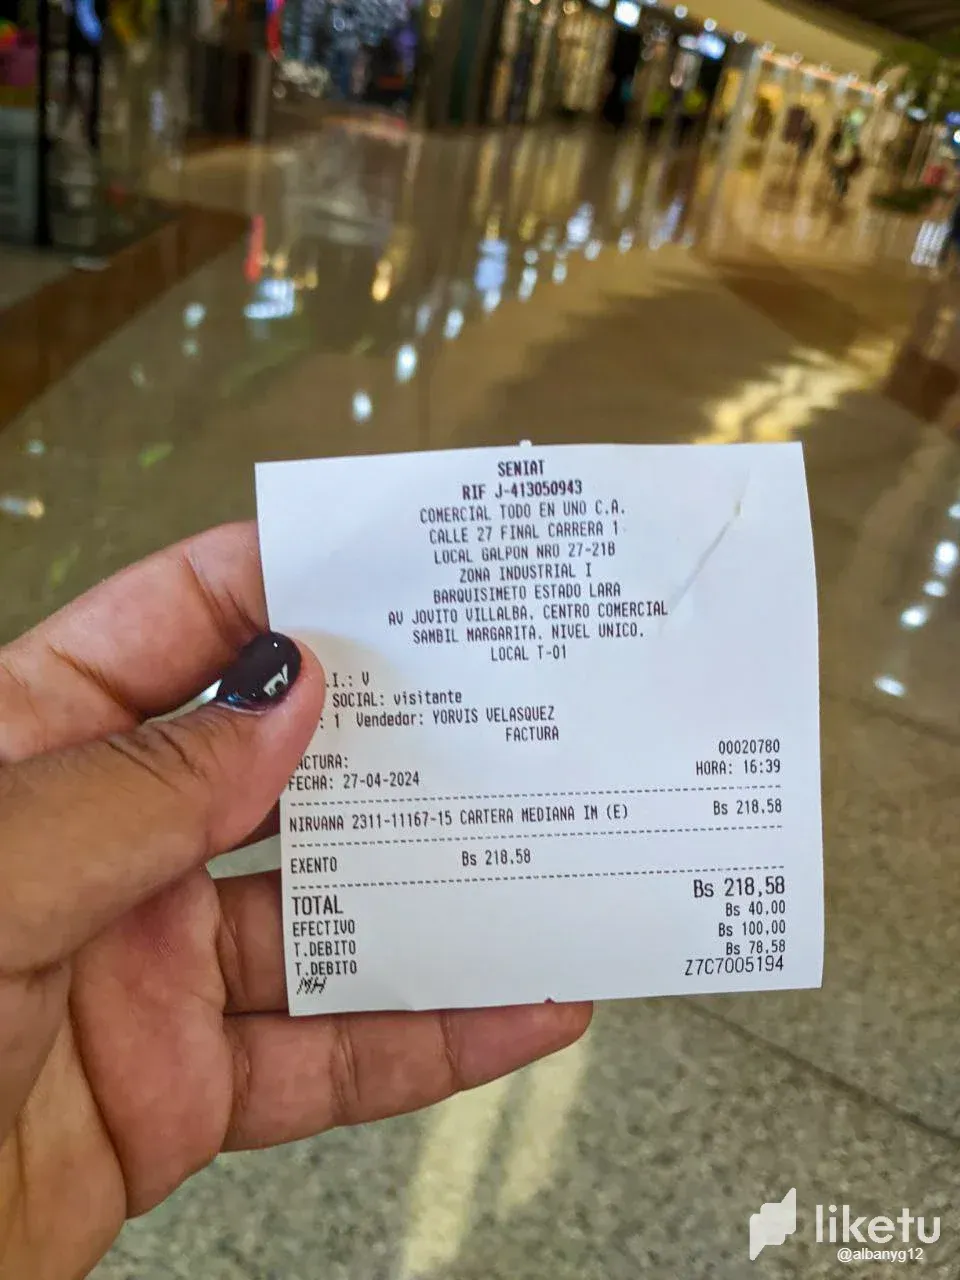 SENIAT
RIF J-413050943
COMERCIAL TODO EN UNO C.A.
CALLE 27 FINAL CARRERA 1
LOCAL GALPON NRO 27-21B
ZONA INDUSTRIAL I
BARQUISIMETO ESTADO LARA
AV JOVITO VILLALBA, CENTRO COMERCIAL
SAMBIL MARGARITA, NIVEL UNICO,
LOCAL T-01
.I.: V
SOCIAL: visitante
: 1 Vendedor: YORVIS VELASQUEZ
FACTURA
ACTURA: 00020780
FECHA: 27-04-2024 HORA: 16:39
NIRVANA 2311-11167-15 CARTERA MEDIANA IM (E) Bs 218,58
EXENTO Bs 218,58
TOTAL Bs 218,58
EFECTIVO Bs 40,00
T.DEBITO Bs 100,00
T.DEBITO Bs 78,58
MH Z7C7005194
liketu
@albanyg12